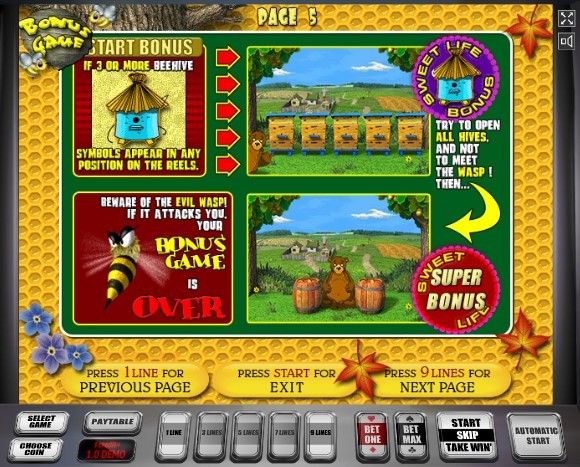 BONUS GAME
PAGE 5
START BONUS
IF 3 OR MORE BEEHIVE
SYMBOLS APPEAR IN ANY
POSITION ON THE REELS.
SWEET LIFE
BONUS
TRY TO OPEN
ALL HIVES,
AND NOT
TO MEET
THE WASP !
THEN...
BEWARE OF THE EVIL WASP!
IF IT ATTACKS YOU,
YOUR
BONUS
GAME
IS
OVER
SWEET
SUPER
BONUS
LIFE
PRESS 1 LINE FOR
PREVIOUS PAGE
PRESS START FOR
EXIT
PRESS 9 LINES FOR
NEXT PAGE
SELECT
GAME
CHOOSE
COIN
PAYTABLE
1 credit=
1.0 DEMO
1 LINE
3 LINES
5 LINES
7 LINES
9 LINES
BET
ONE
BET
MAX
START
SKIP
TAKE WIN'
AUTOMATIC
START